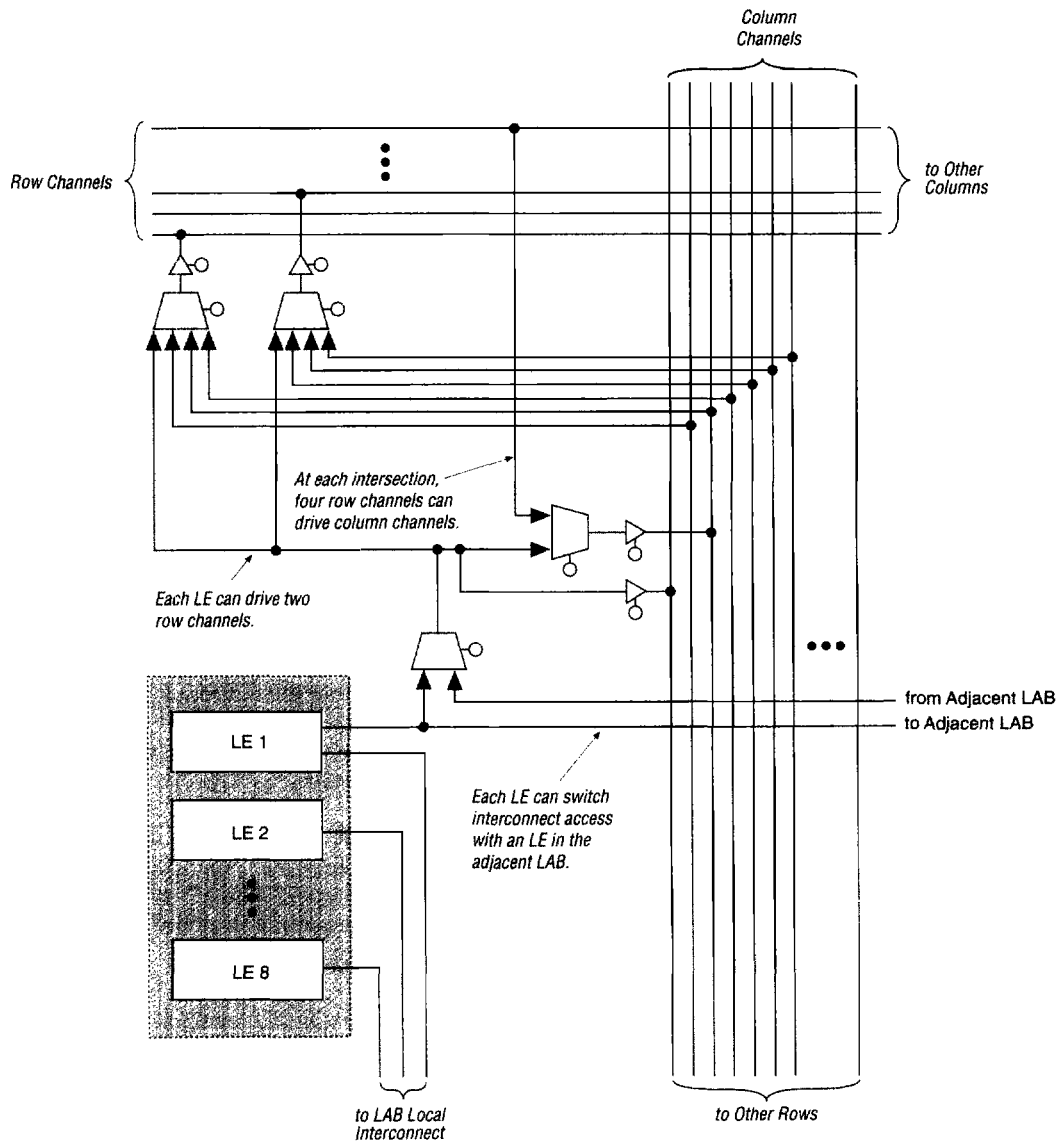 Column
Channels
Row Channels
to Other
Columns
At each intersection,
four row channels can
drive column channels.
Each LE can drive two
row channels.
from Adjacent LAB
to Adjacent LAB
LE 1
Each LE can switch
interconnect access
with an LE in the
adjacent LAB.
LE 2
LE 8
to LAB Local
Interconnect
to Other Rows